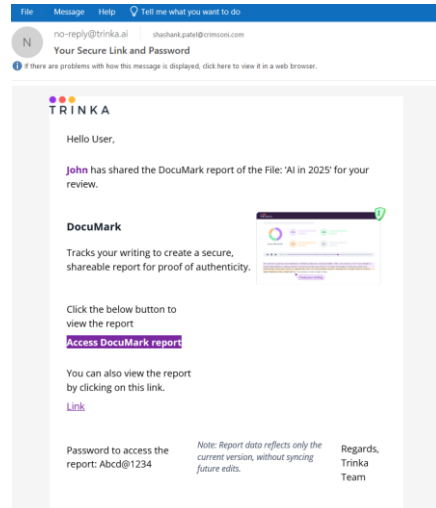 File Message Help Tell me what you want to do
N
no-reply@trinka.ai shashank.patel@crimsoni.com
Your Secure Link and Password
If there are problems with how this message is displayed, click here to view it in a web browser.
TRINKA
Hello User,
John has shared the DocuMark report of the File: 'AI in 2025' for your
review.
DocuMark
Tracks your writing to create a secure,
shareable report for proof of authenticity.
Click the below button to
view the report
Access DocuMark report
You can also view the report
by clicking on this link.
Link
Password to access the
report: Abcd@1234
Note: Report data reflects only the
current version, without syncing
future edits.
Regards,
Trinka
Team